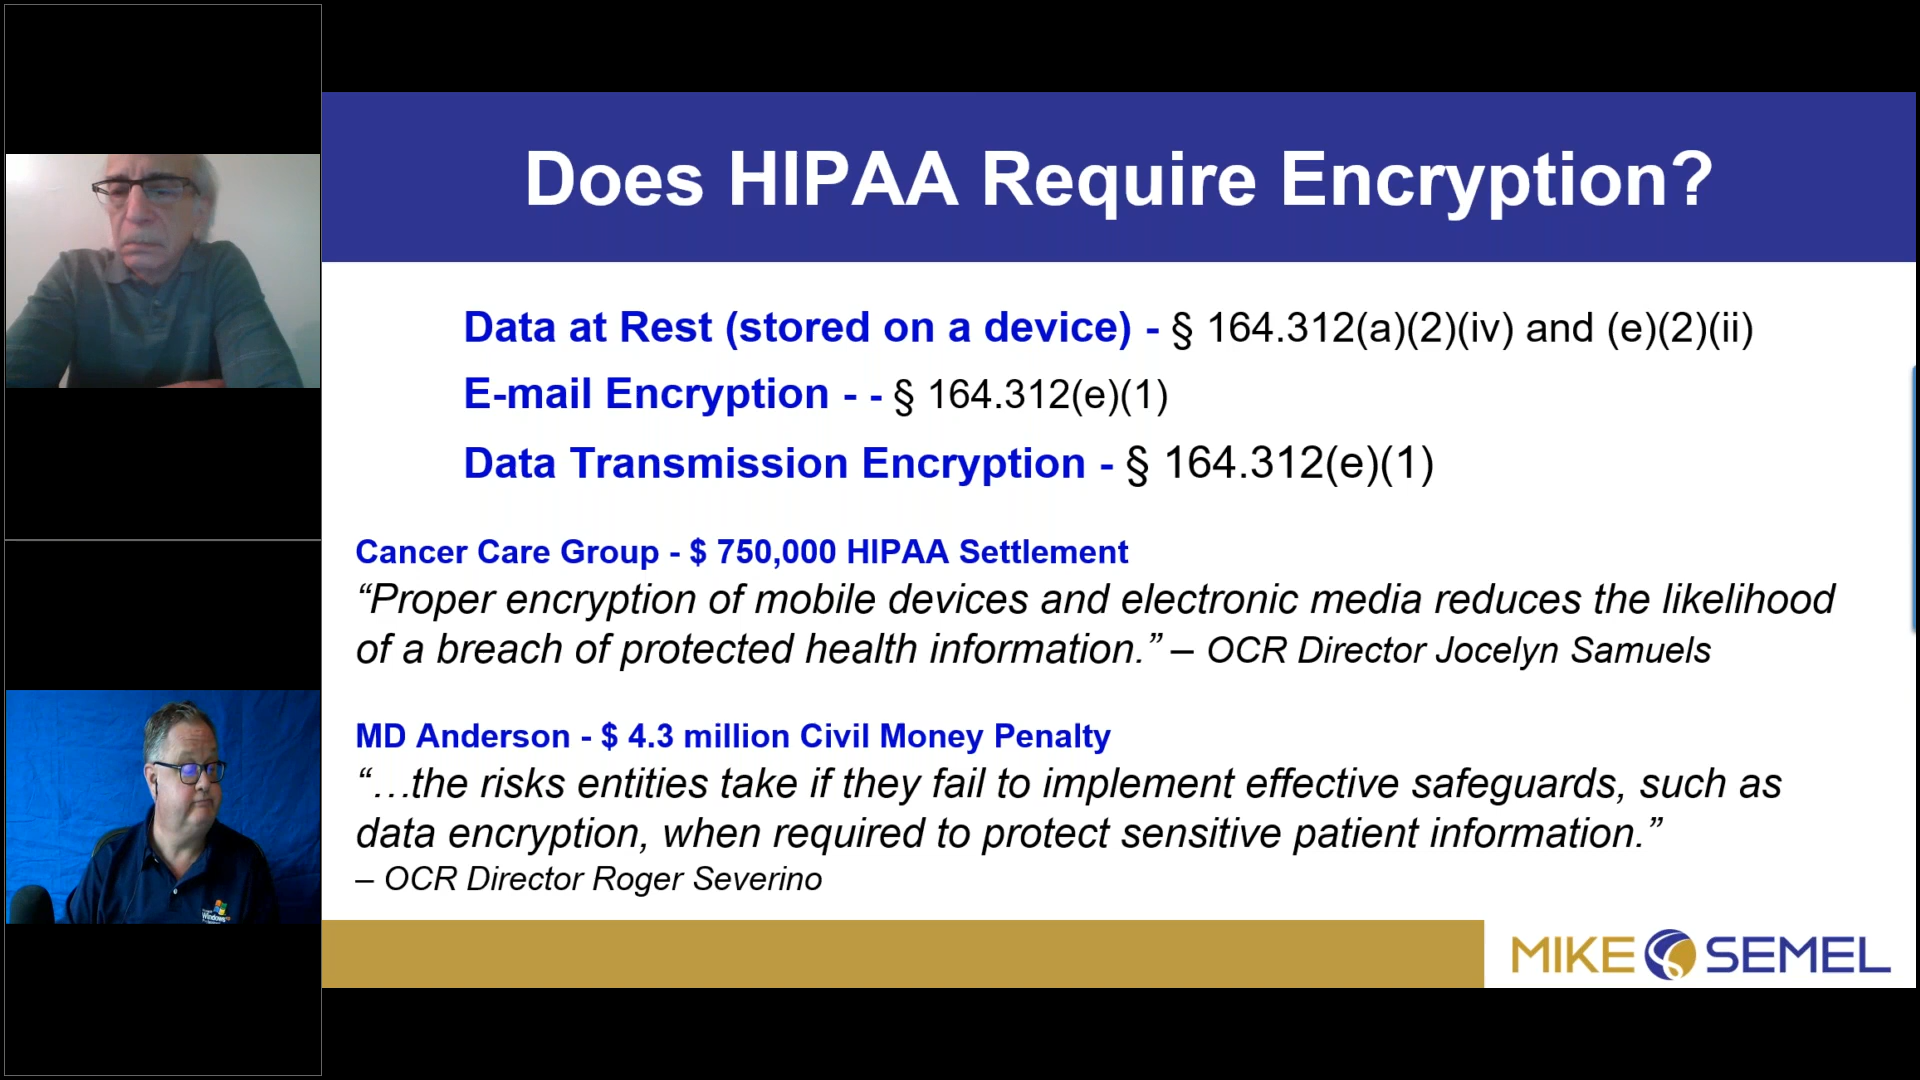 Does HIPAA Require Encryption?
Data at Rest (stored on a device) - § 164.312(a)(2)(iv) and (e)(2)(ii)
E-mail Encryption - - § 164.312(e)(1)
Data Transmission Encryption - § 164.312(e)(1)
Cancer Care Group - $ 750,000 HIPAA Settlement
“Proper encryption of mobile devices and electronic media reduces the likelihood
of a breach of protected health information.” – OCR Director Jocelyn Samuels
MD Anderson - $ 4.3 million Civil Money Penalty
“…the risks entities take if they fail to implement effective safeguards, such as
data encryption, when required to protect sensitive patient information.”
– OCR Director Roger Severino
Windows
MIKE SEMEL